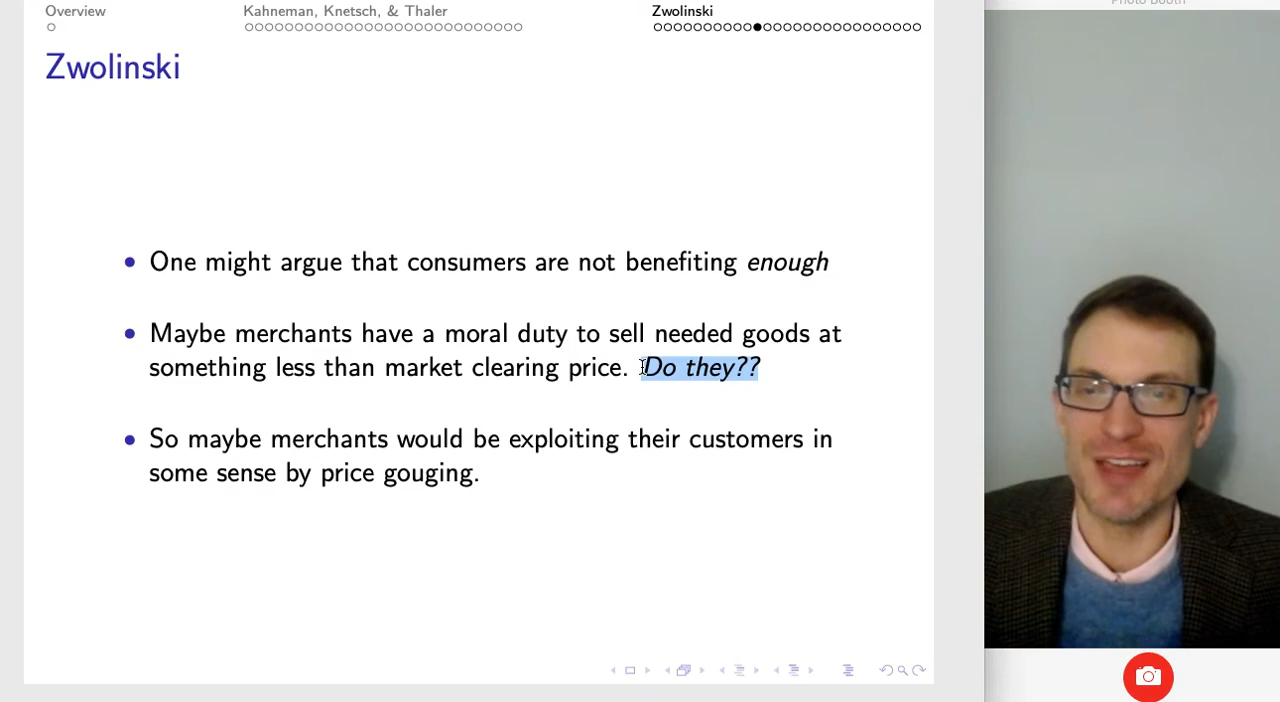 Overview
Kahneman, Knetsch, & Thaler
Zwolinski
Photo Booth
Zwolinski
• One might argue that consumers are not benefiting enough
• Maybe merchants have a moral duty to sell needed goods at
something less than market clearing price. Do they??
• So maybe merchants would be exploiting their customers in
some sense by price gouging.